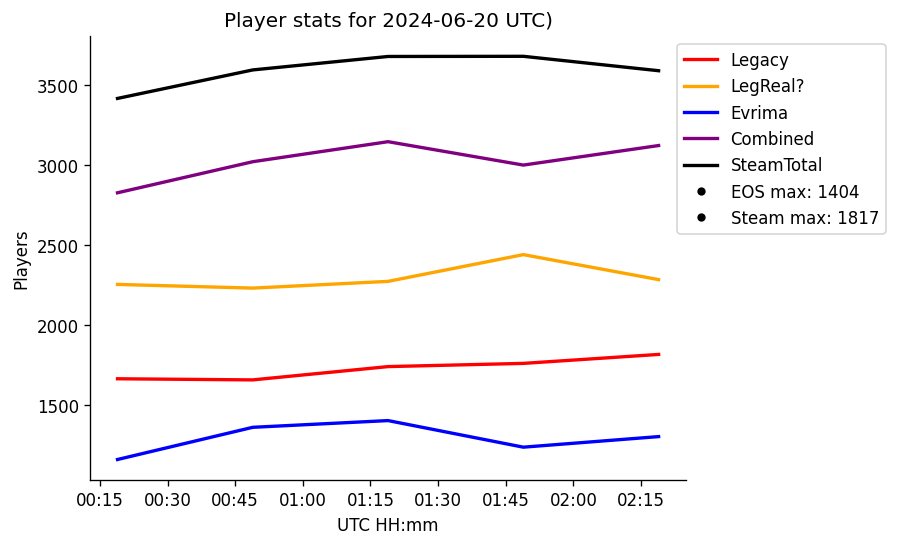 Player stats for 2024-06-20 UTC)
Legacy
LegReal?
Evrima
Combined
SteamTotal
EOS max: 1404
Steam max: 1817
Players
3500
3000
2500
2000
1500
00:15 00:30 00:45 01:00 01:15 01:30 01:45 02:00 02:15
UTC HH:mm